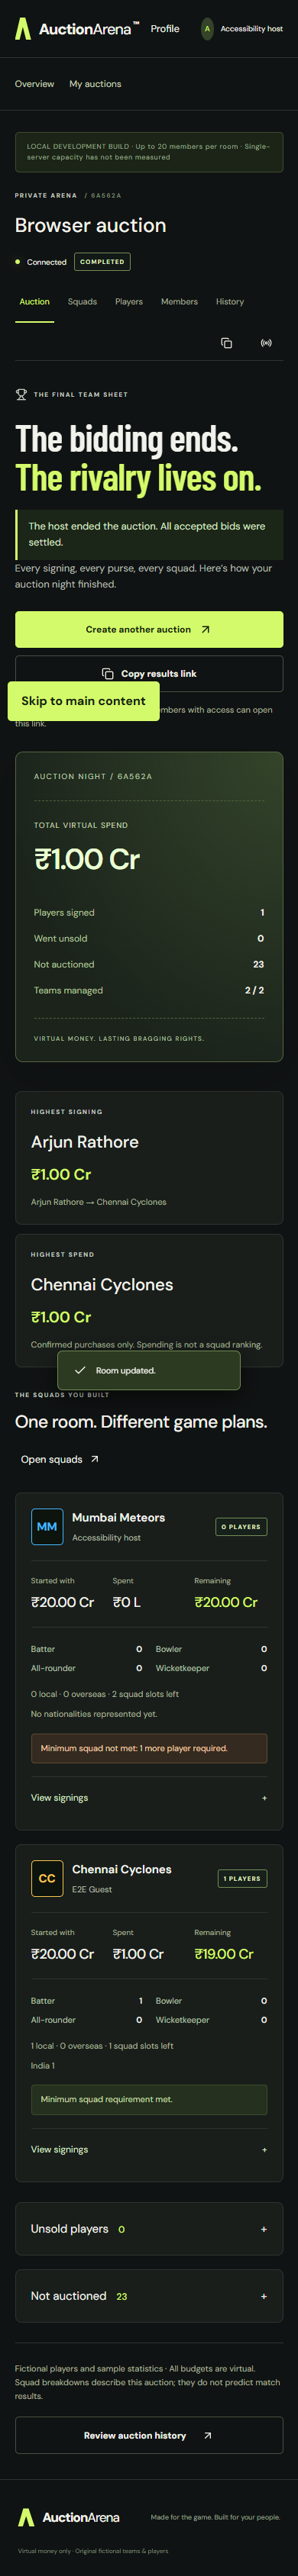 AuctionArena™ Profile A Accessibility host
Overview My auctions
LOCAL DEVELOPMENT BUILD · Up to 20 members per room · Single-
server capacity has not been measured
PRIVATE ARENA / 6A562A
Browser auction
Connected COMPLETED
Auction Squads Players Members History
THE FINAL TEAM SHEET
The bidding ends.
The rivalry lives on.
The host ended the auction. All accepted bids were
settled.
Every signing, every purse, every squad. Here's how your
auction night finished.
Create another auction
Copy results link
Skip to main content
members with access can open
this link.
AUCTION NIGHT / 6A562A
TOTAL VIRTUAL SPEND
₹1.00 Cr
Players signed 1
Went unsold 0
Not auctioned 23
Teams managed 2 / 2
VIRTUAL MONEY. LASTING BRAGGING RIGHTS.
HIGHEST SIGNING
Arjun Rathore
₹1.00 Cr
Arjun Rathore → Chennai Cyclones
HIGHEST SPEND
Chennai Cyclones
₹1.00 Cr
Confirmed purchases only. Spending is not a squad ranking.
Room updated.
THE SQUADS YOU BUILT
One room. Different game plans.
Open squads
MM Mumbai Meteors 0 PLAYERS
Accessibility host
Started with Spent Remaining
₹20.00 Cr ₹0 L ₹20.00 Cr
Batter 0 Bowler 0
All-rounder 0 Wicketkeeper 0
0 local · 0 overseas · 2 squad slots left
No nationalities represented yet.
Minimum squad not met: 1 more player required.
View signings +
CC Chennai Cyclones 1 PLAYERS
E2E Guest
Started with Spent Remaining
₹20.00 Cr ₹1.00 Cr ₹19.00 Cr
Batter 1 Bowler 0
All-rounder 0 Wicketkeeper 0
1 local · 0 overseas · 1 squad slots left
India 1
Minimum squad requirement met.
View signings +
Unsold players 0 +
Not auctioned 23 +
Fictional players and sample statistics · All budgets are virtual.
Squad breakdowns describe this auction; they do not predict match
results.
Review auction history
AuctionArena Made for the game. Built for your people.
Virtual money only · Original fictional teams & players